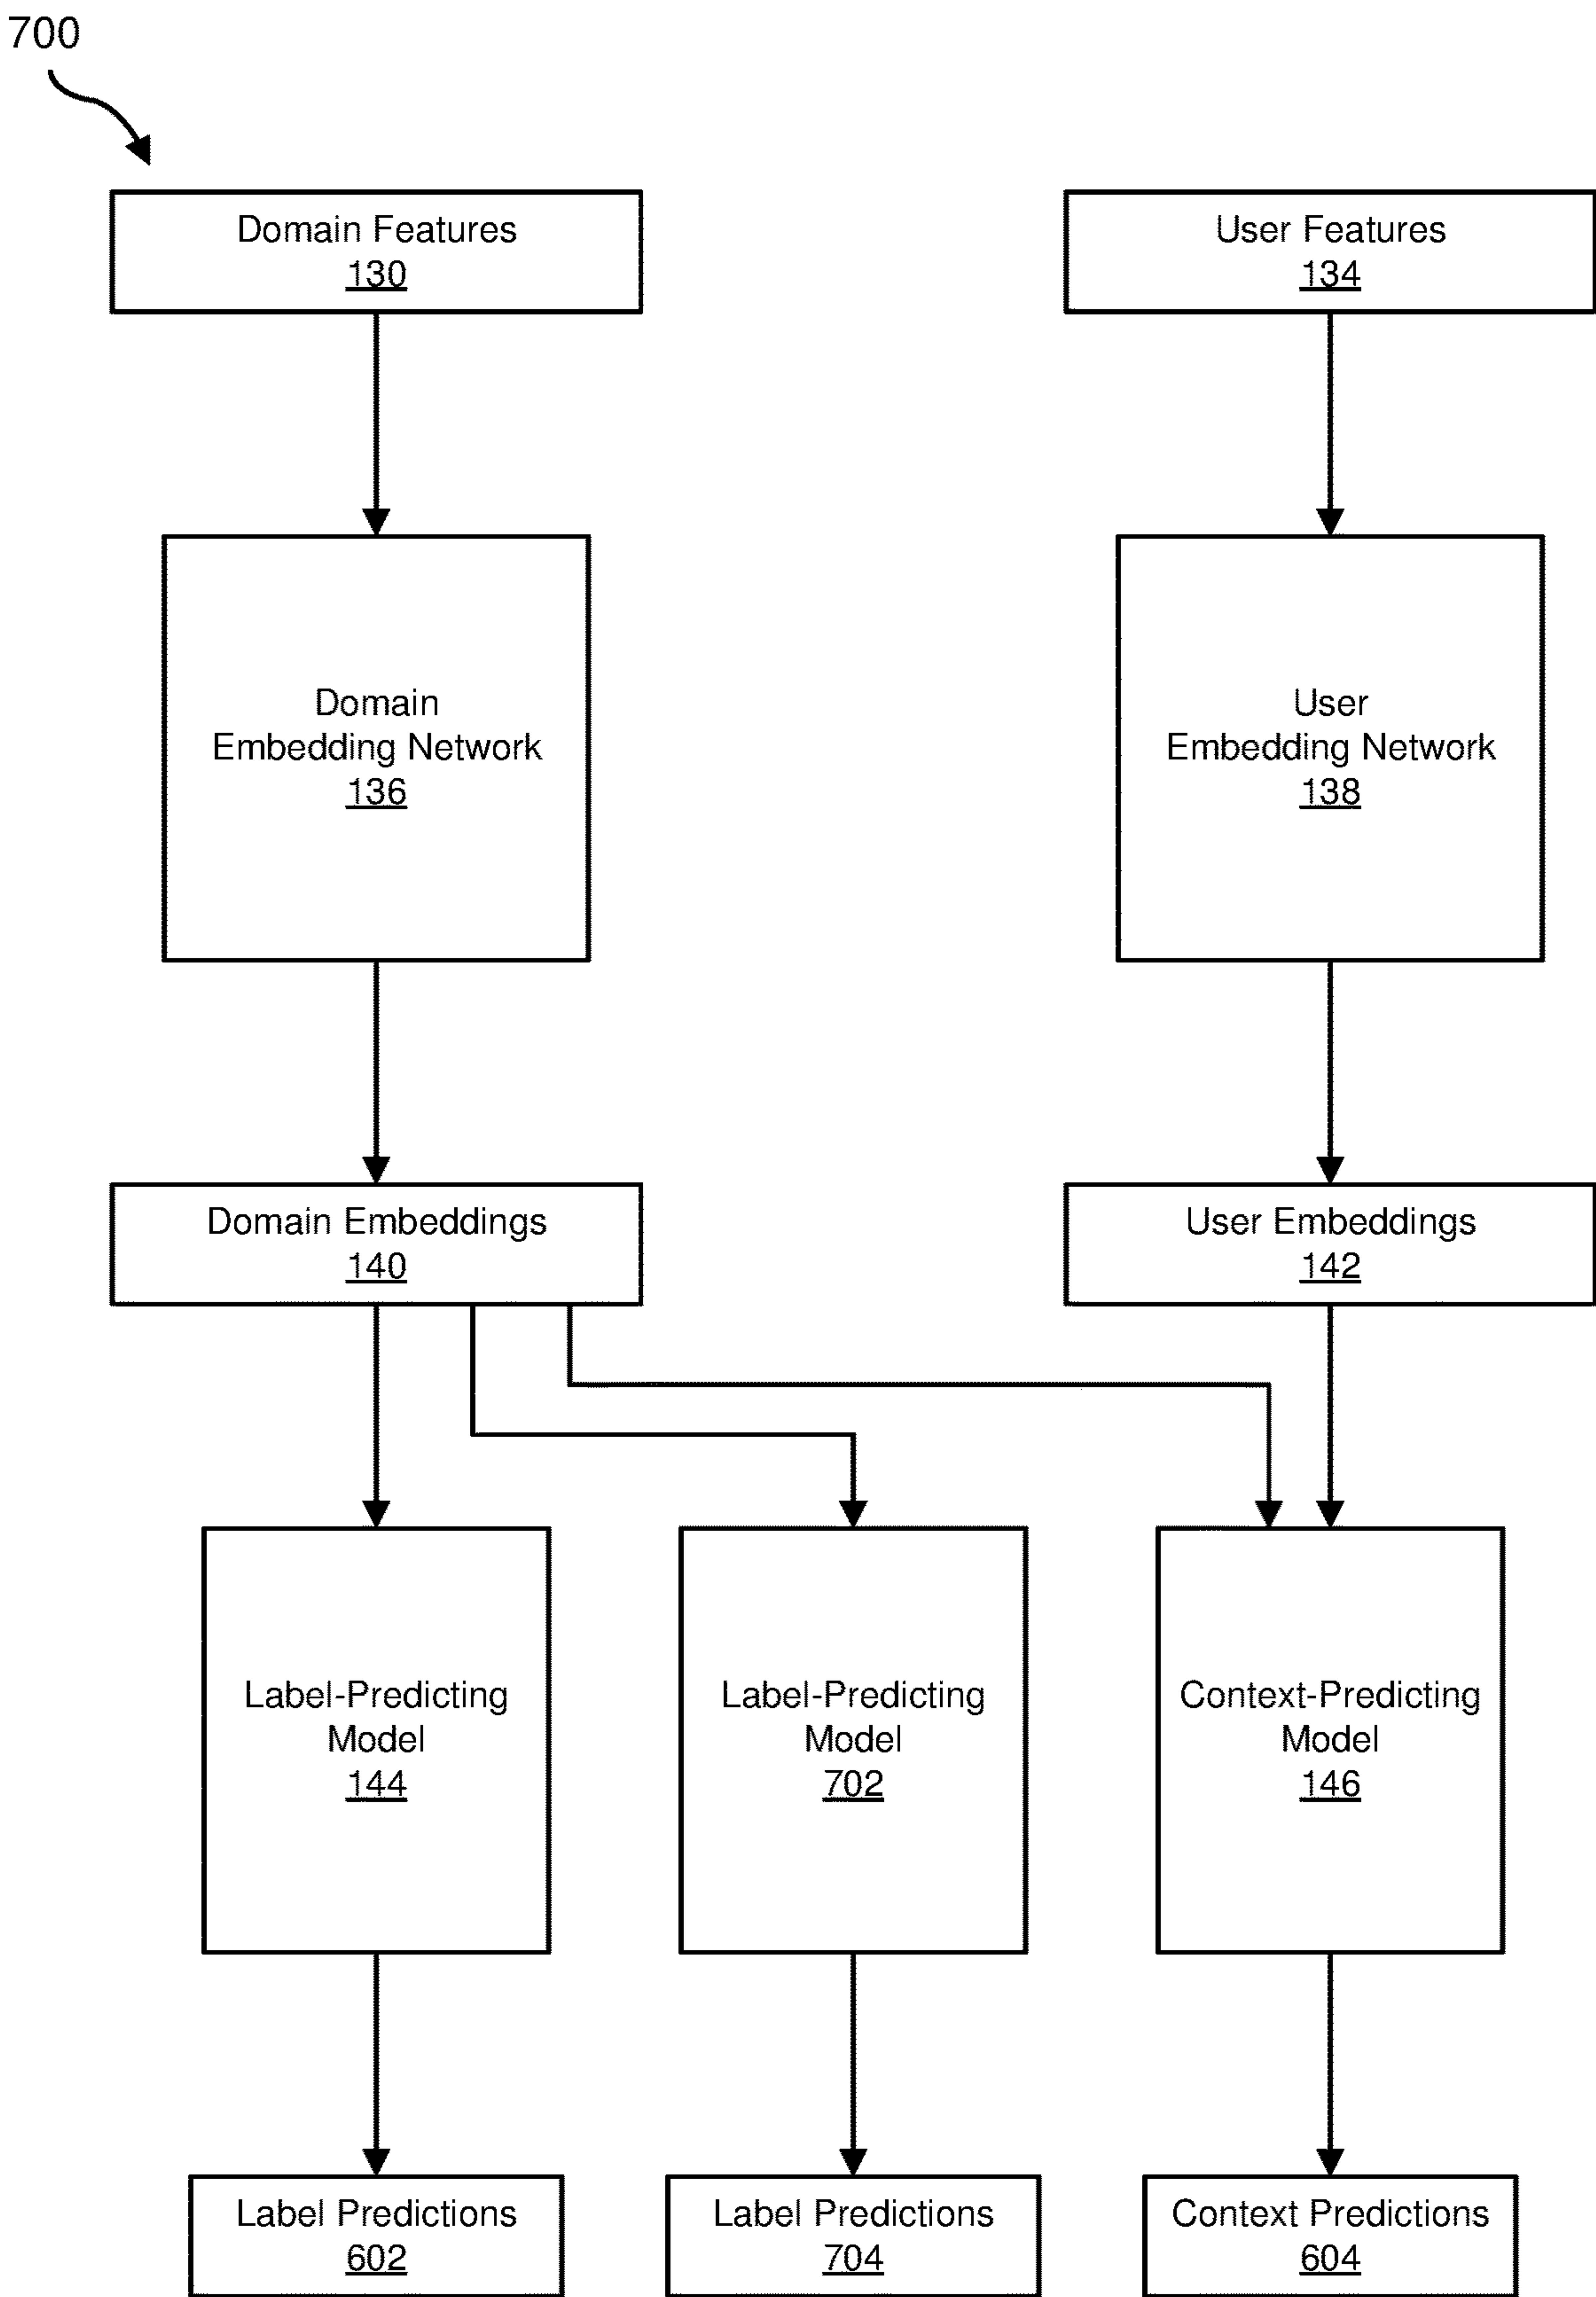 700
Domain Features
130
User Features
134
Domain
Embedding Network
136
User
Embedding Network
138
Domain Embeddings
140
User Embeddings
142
Label-Predicting
Model
144
Label-Predicting
Model
702
Context-Predicting
Model
146
Label Predictions
602
Label Predictions
704
Context Predictions
604